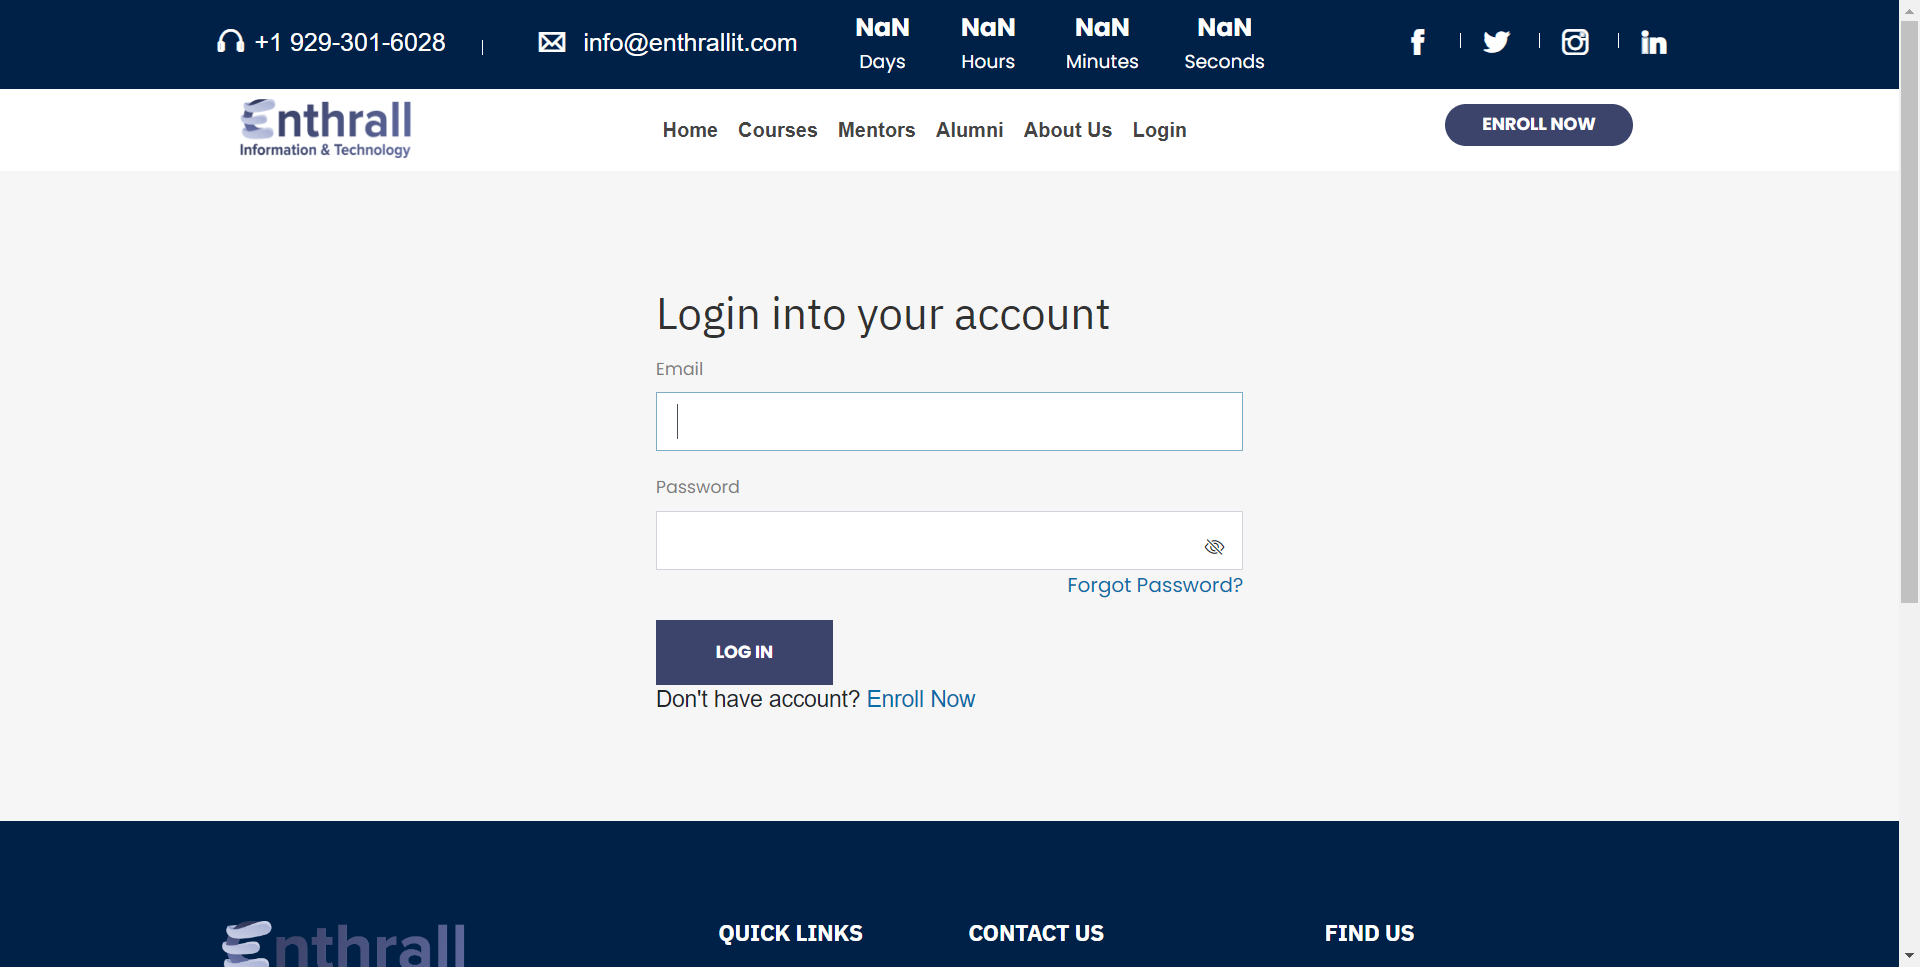 +1 929-301-6028
info@enthrallit.com
NaN NaN NaN NaN
Days Hours Minutes Seconds
Enthrall
Information & Technology
Home Courses Mentors Alumni About Us Login
ENROLL NOW
Login into your account
Email
Password
Forgot Password?
LOG IN
Don't have account? Enroll Now
Enthrall
QUICK LINKS CONTACT US FIND US